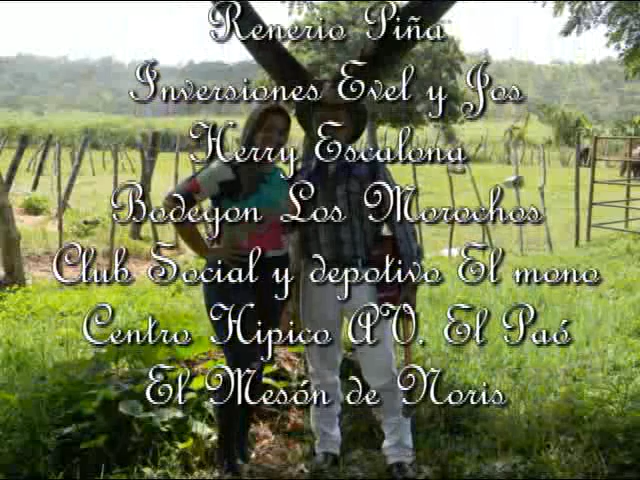 Renerio Piña
Inversiones Evel y Jos
Herry Escalona
Bodegon Los Morochos
Club Social y depotivo El mono
Centro Hipico AV. El Paó
El Mesón de Noris